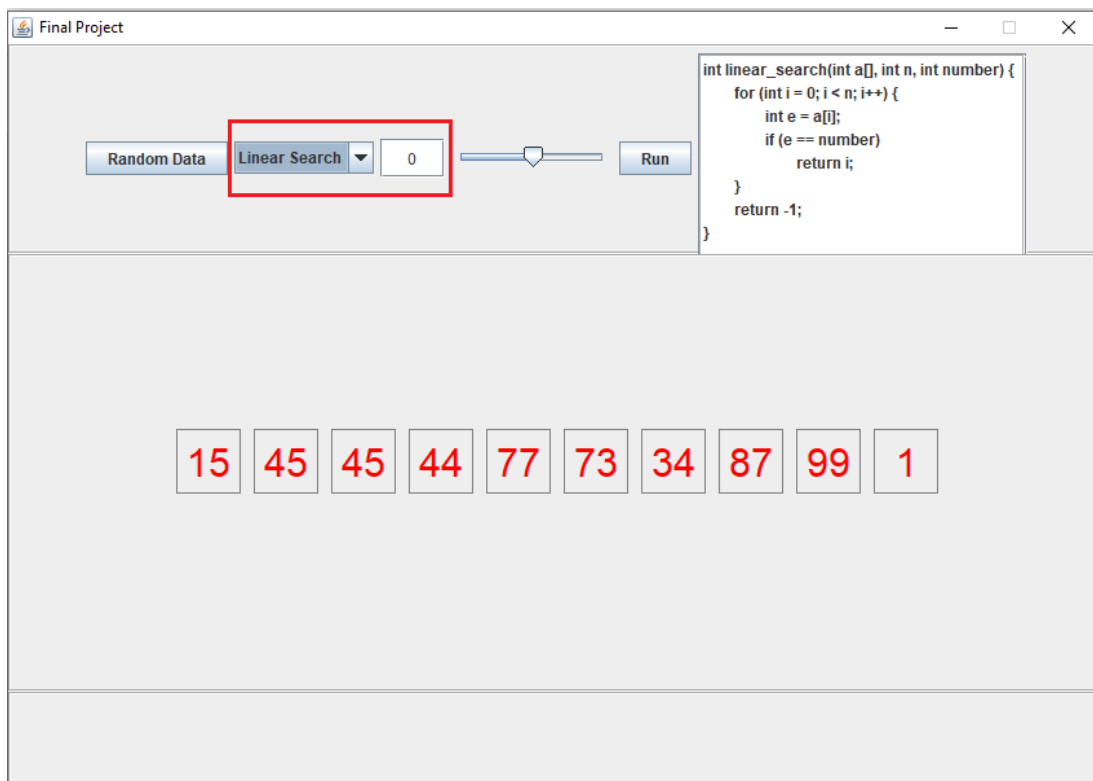 Final Project
Random Data
Linear Search
0
Run
int linear_search(int a[], int n, int number) {
for (int i = 0; i < n; i++) {
int e = a[i];
if (e == number)
return i;
}
return -1;
}
15 45 45 44 77 73 34 87 99 1